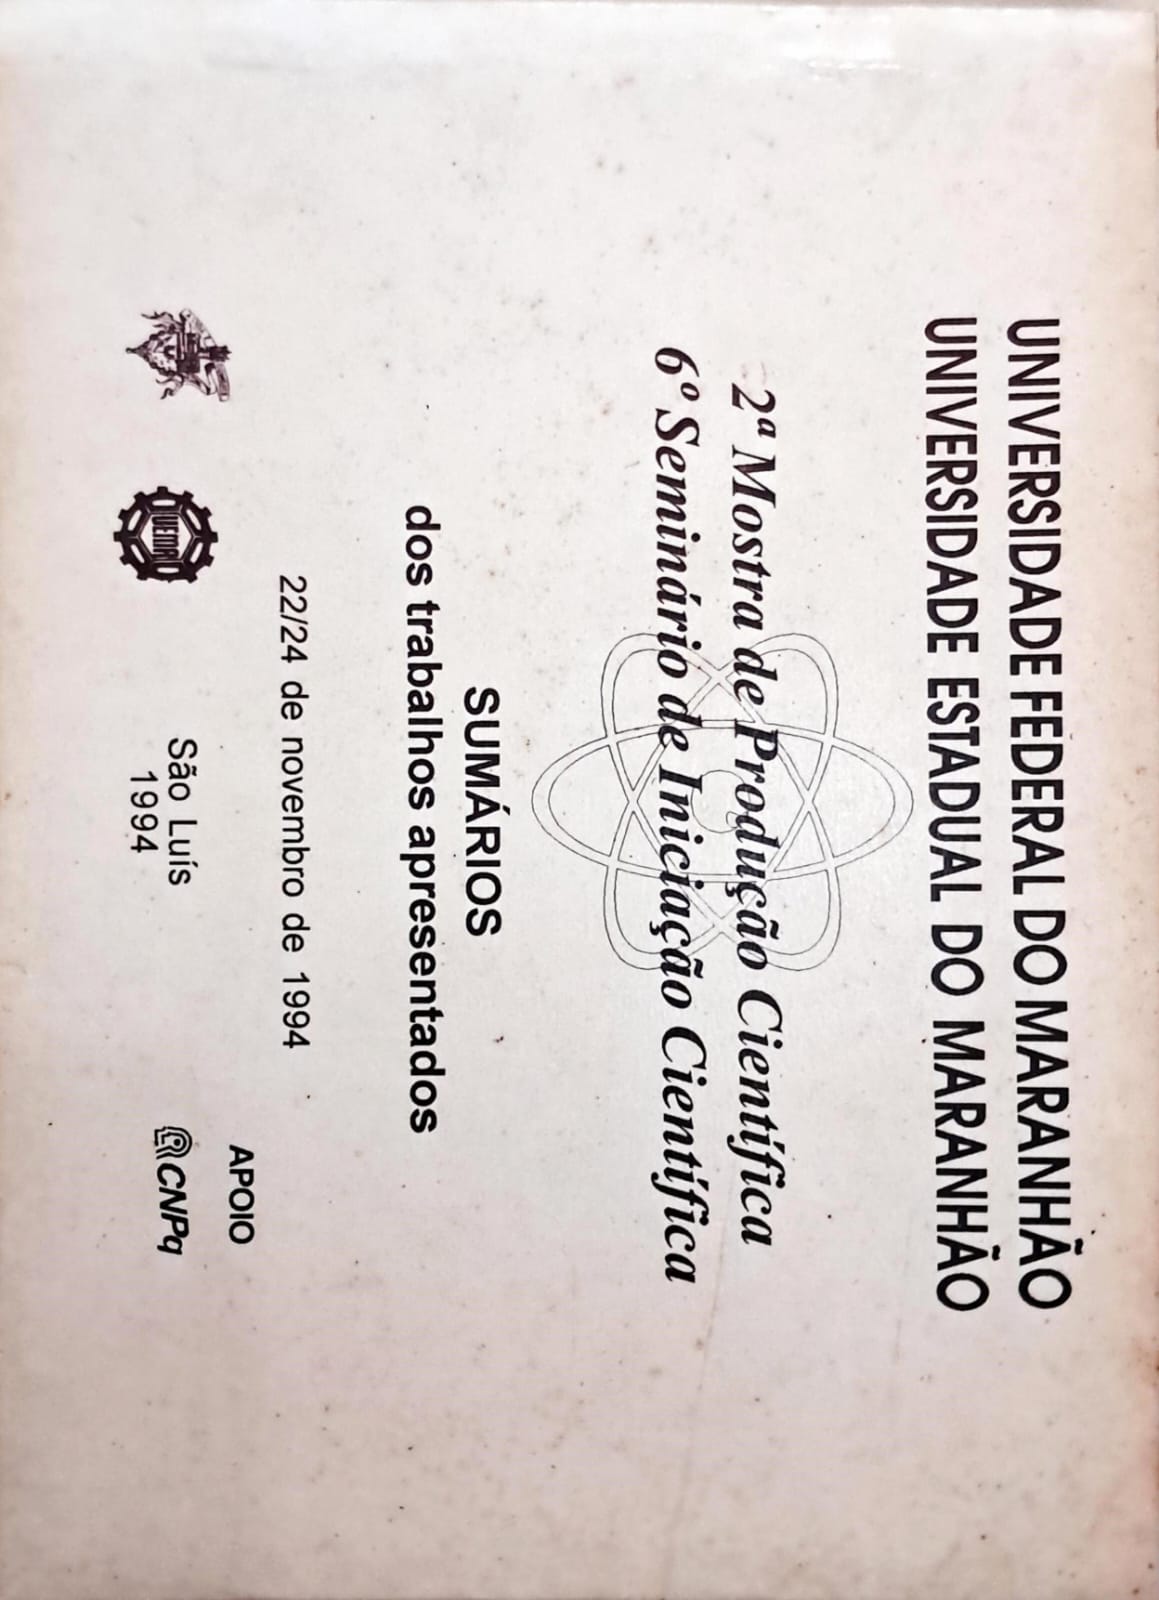 UNIVERSIDADE FEDERAL DO MARANHÃO
UNIVERSIDADE ESTADUAL DO MARANHÃO
2ª Mostra de Produção Científica
6º Seminário de Iniciação Científica
SUMÁRIOS
dos trabalhos apresentados
22/24 de novembro de 1994
APOIO
CNPq
UEMA
São Luís
1994